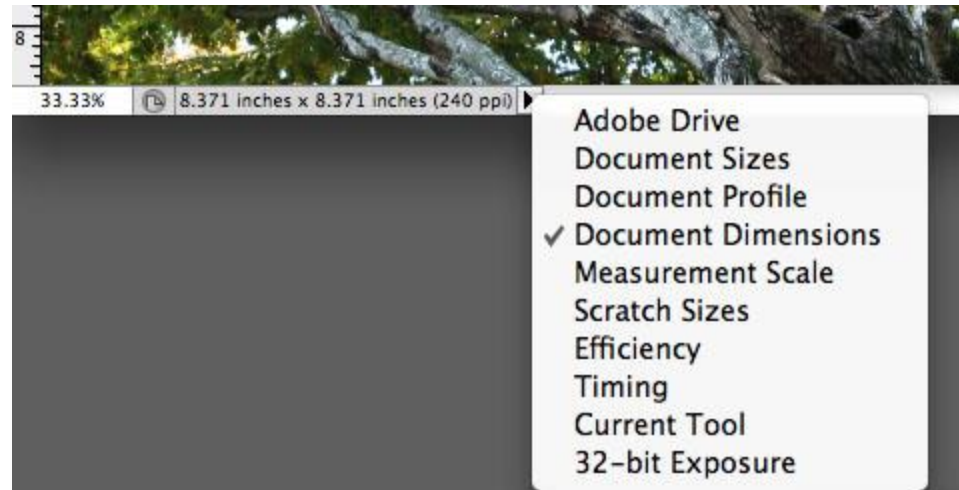 8
33.33% 8.371 inches x 8.371 inches (240 ppi)
Adobe Drive
Document Sizes
Document Profile
Document Dimensions
Measurement Scale
Scratch Sizes
Efficiency
Timing
Current Tool
32-bit Exposure